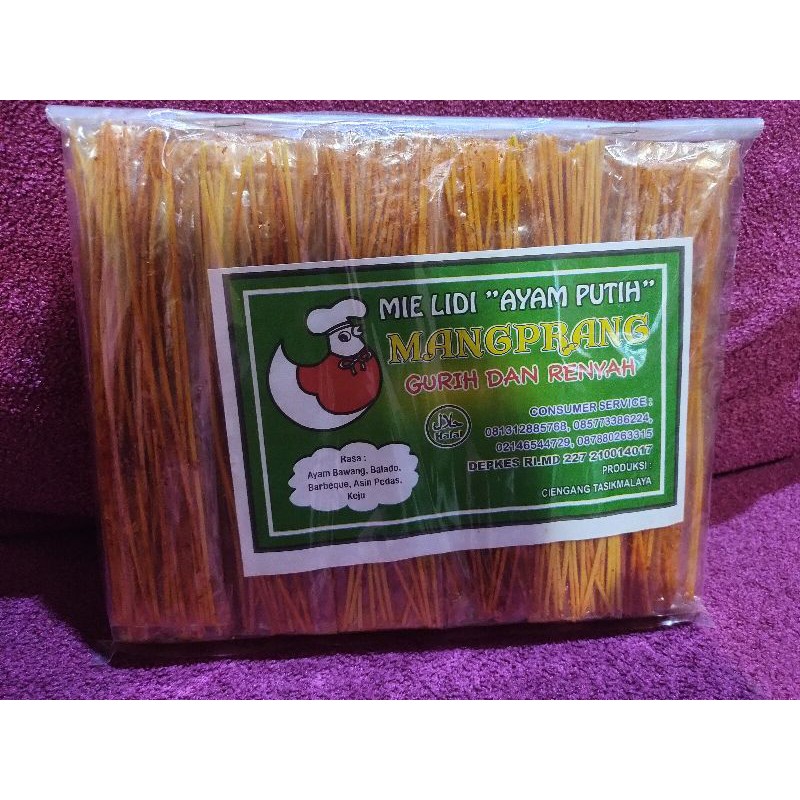 MIE LIDI "AYAM PUTIH"
MANGPRANG
GURIH DAN RENYAH
حلال
Halal
CONSUMER SERVICE :
081312885768, 085773386224,
02146544729, 087880263315
DEPKES RI.MD 227 210014017
PRODUKSI :
CIENGANG TASIKMALAYA
Rasa :
Ayam Bawang, Balado,
Barbeque, Asin Pedas,
Keju